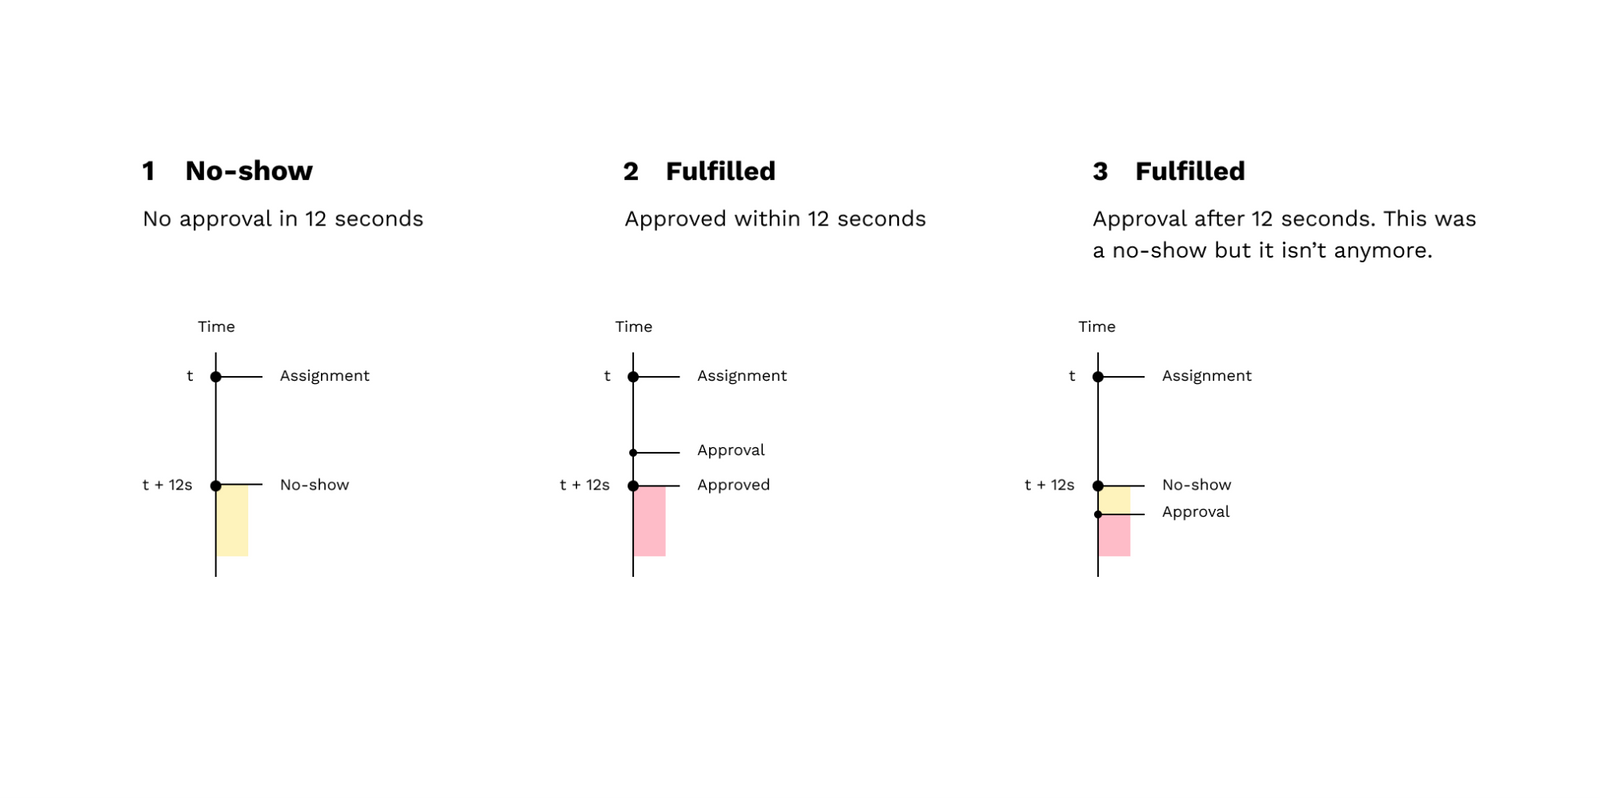 1 No-show
No approval in 12 seconds
Time
t Assignment
t + 12s No-show
2 Fulfilled
Approved within 12 seconds
Time
t Assignment
Approval
t + 12s Approved
3 Fulfilled
Approval after 12 seconds. This was
a no-show but it isn’t anymore.
Time
t Assignment
t + 12s No-show
Approval